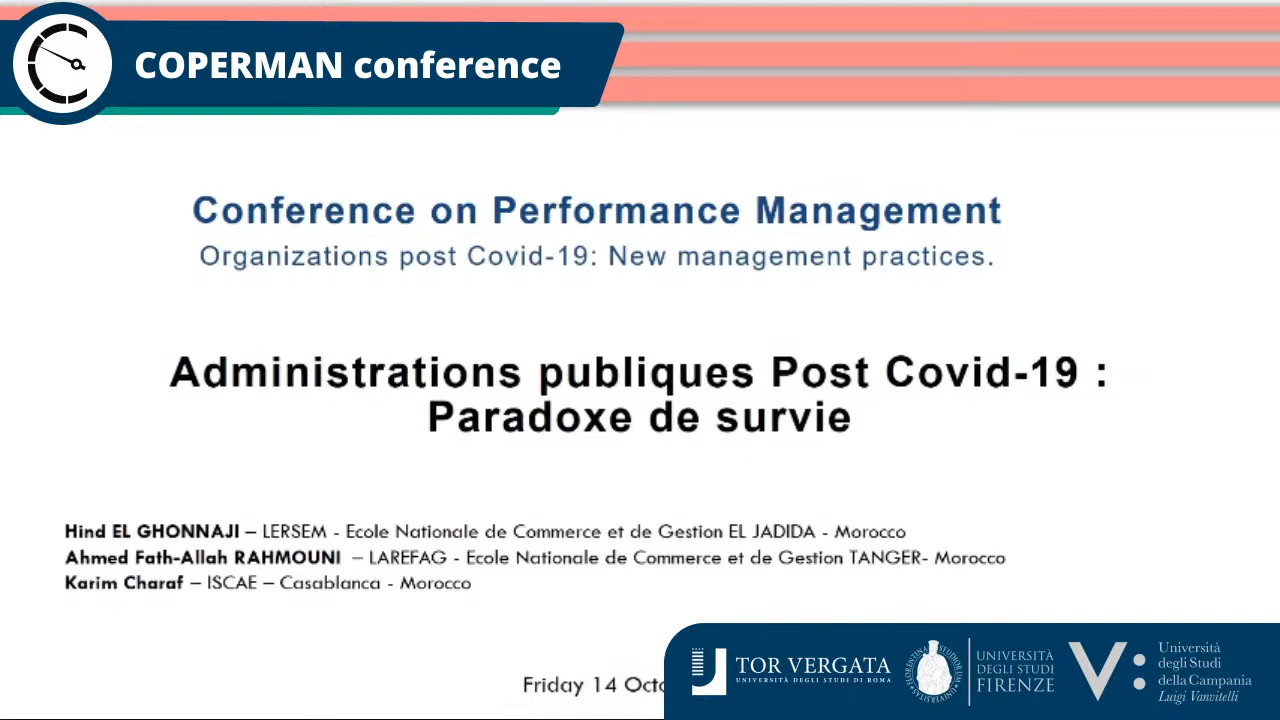 COPERMAN conference
Conference on Performance Management
Organizations post Covid-19: New management practices.
Administrations publiques Post Covid-19 :
Paradoxe de survie
Hind EL GHONNAJI – LERSEM - Ecole Nationale de Commerce et de Gestion EL JADIDA - Morocco
Ahmed Fath-Allah RAHMOUNI – LAREFAG - Ecole Nationale de Commerce et de Gestion TANGER- Morocco
Karim Charaf – ISCAE – Casablanca - Morocco
Friday 14
TOR VERGATA
UNIVERSITÀ DEGLI STUDI DI ROMA
FLORENTINA STUDIORUM UNIVERSITAS
UNIVERSITÀ
DEGLI STUDI
FIRENZE
Università
degli Studi
della Campania
Luigi Vanvitelli